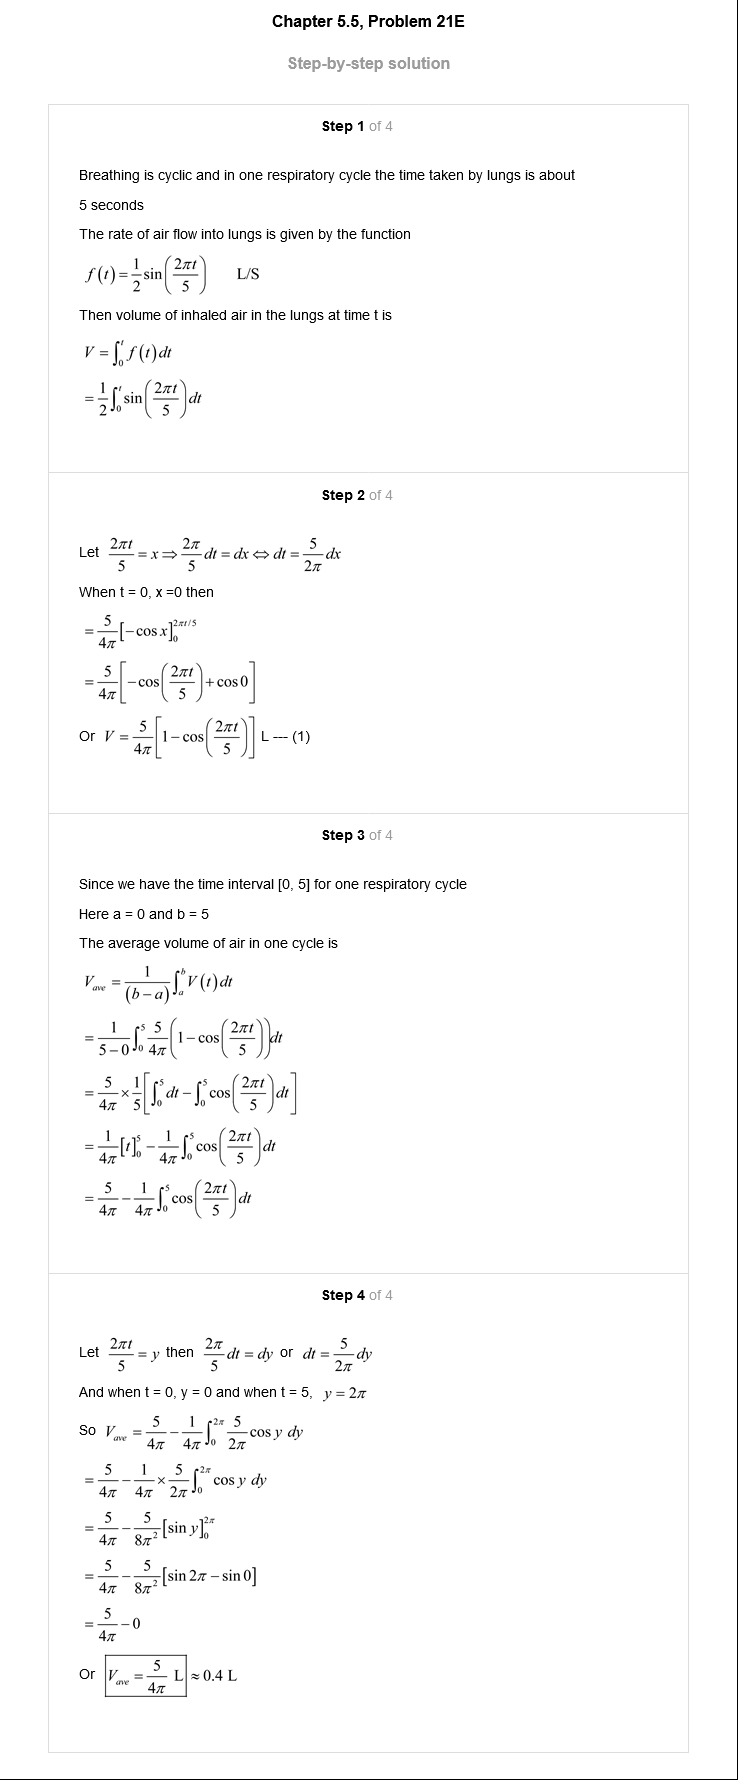 Chapter 5.5, Problem 21E
Step-by-step solution
Step 1 of 4
Breathing is cyclic and in one respiratory cycle the time taken by lungs is about
5 seconds
The rate of air flow into lungs is given by the function
f(t)=\frac{1}{2}\sin\left(\frac{2\pi t}{5}\right) L/S
Then volume of inhaled air in the lungs at time t is
V=\int_0^t f(t)dt
=\frac{1}{2}\int_0^t \sin\left(\frac{2\pi t}{5}\right)dt
Step 2 of 4
Let \frac{2\pi t}{5}=x\Rightarrow\frac{2\pi}{5}dt=dx\Leftrightarrow dt=\frac{5}{2\pi}dx
When t = 0, x =0 then
=\frac{5}{4\pi}[-\cos x]_0^{2\pi t/5}
=\frac{5}{4\pi}\left[-\cos\left(\frac{2\pi t}{5}\right)+\cos 0\right]
Or V=\frac{5}{4\pi}\left[1-\cos\left(\frac{2\pi t}{5}\right)\right] L --- (1)
Step 3 of 4
Since we have the time interval [0, 5] for one respiratory cycle
Here a = 0 and b = 5
The average volume of air in one cycle is
V_{ave}=\frac{1}{(b-a)}\int_a^b V(t)dt
=\frac{1}{5-0}\int_0^5 \frac{5}{4\pi}\left(1-\cos\left(\frac{2\pi t}{5}\right)\right)dt
=\frac{5}{4\pi}\times\frac{1}{5}\left[\int_0^5 dt-\int_0^5 \cos\left(\frac{2\pi t}{5}\right)dt\right]
=\frac{1}{4\pi}[t]_0^5-\frac{1}{4\pi}\int_0^5 \cos\left(\frac{2\pi t}{5}\right)dt
=\frac{5}{4\pi}-\frac{1}{4\pi}\int_0^5 \cos\left(\frac{2\pi t}{5}\right)dt
Step 4 of 4
Let \frac{2\pi t}{5}=y then \frac{2\pi}{5}dt=dy or dt=\frac{5}{2\pi}dy
And when t = 0, y = 0 and when t = 5, y=2\pi
So V_{ave}=\frac{5}{4\pi}-\frac{1}{4\pi}\int_0^{2\pi}\frac{5}{2\pi}\cos y\,dy
=\frac{5}{4\pi}-\frac{1}{4\pi}\times\frac{5}{2\pi}\int_0^{2\pi}\cos y\,dy
=\frac{5}{4\pi}-\frac{5}{8\pi^2}[\sin y]_0^{2\pi}
=\frac{5}{4\pi}-\frac{5}{8\pi^2}[\sin 2\pi-\sin 0]
=\frac{5}{4\pi}-0
Or V_{ave}=\frac{5}{4\pi} L ≈ 0.4 L